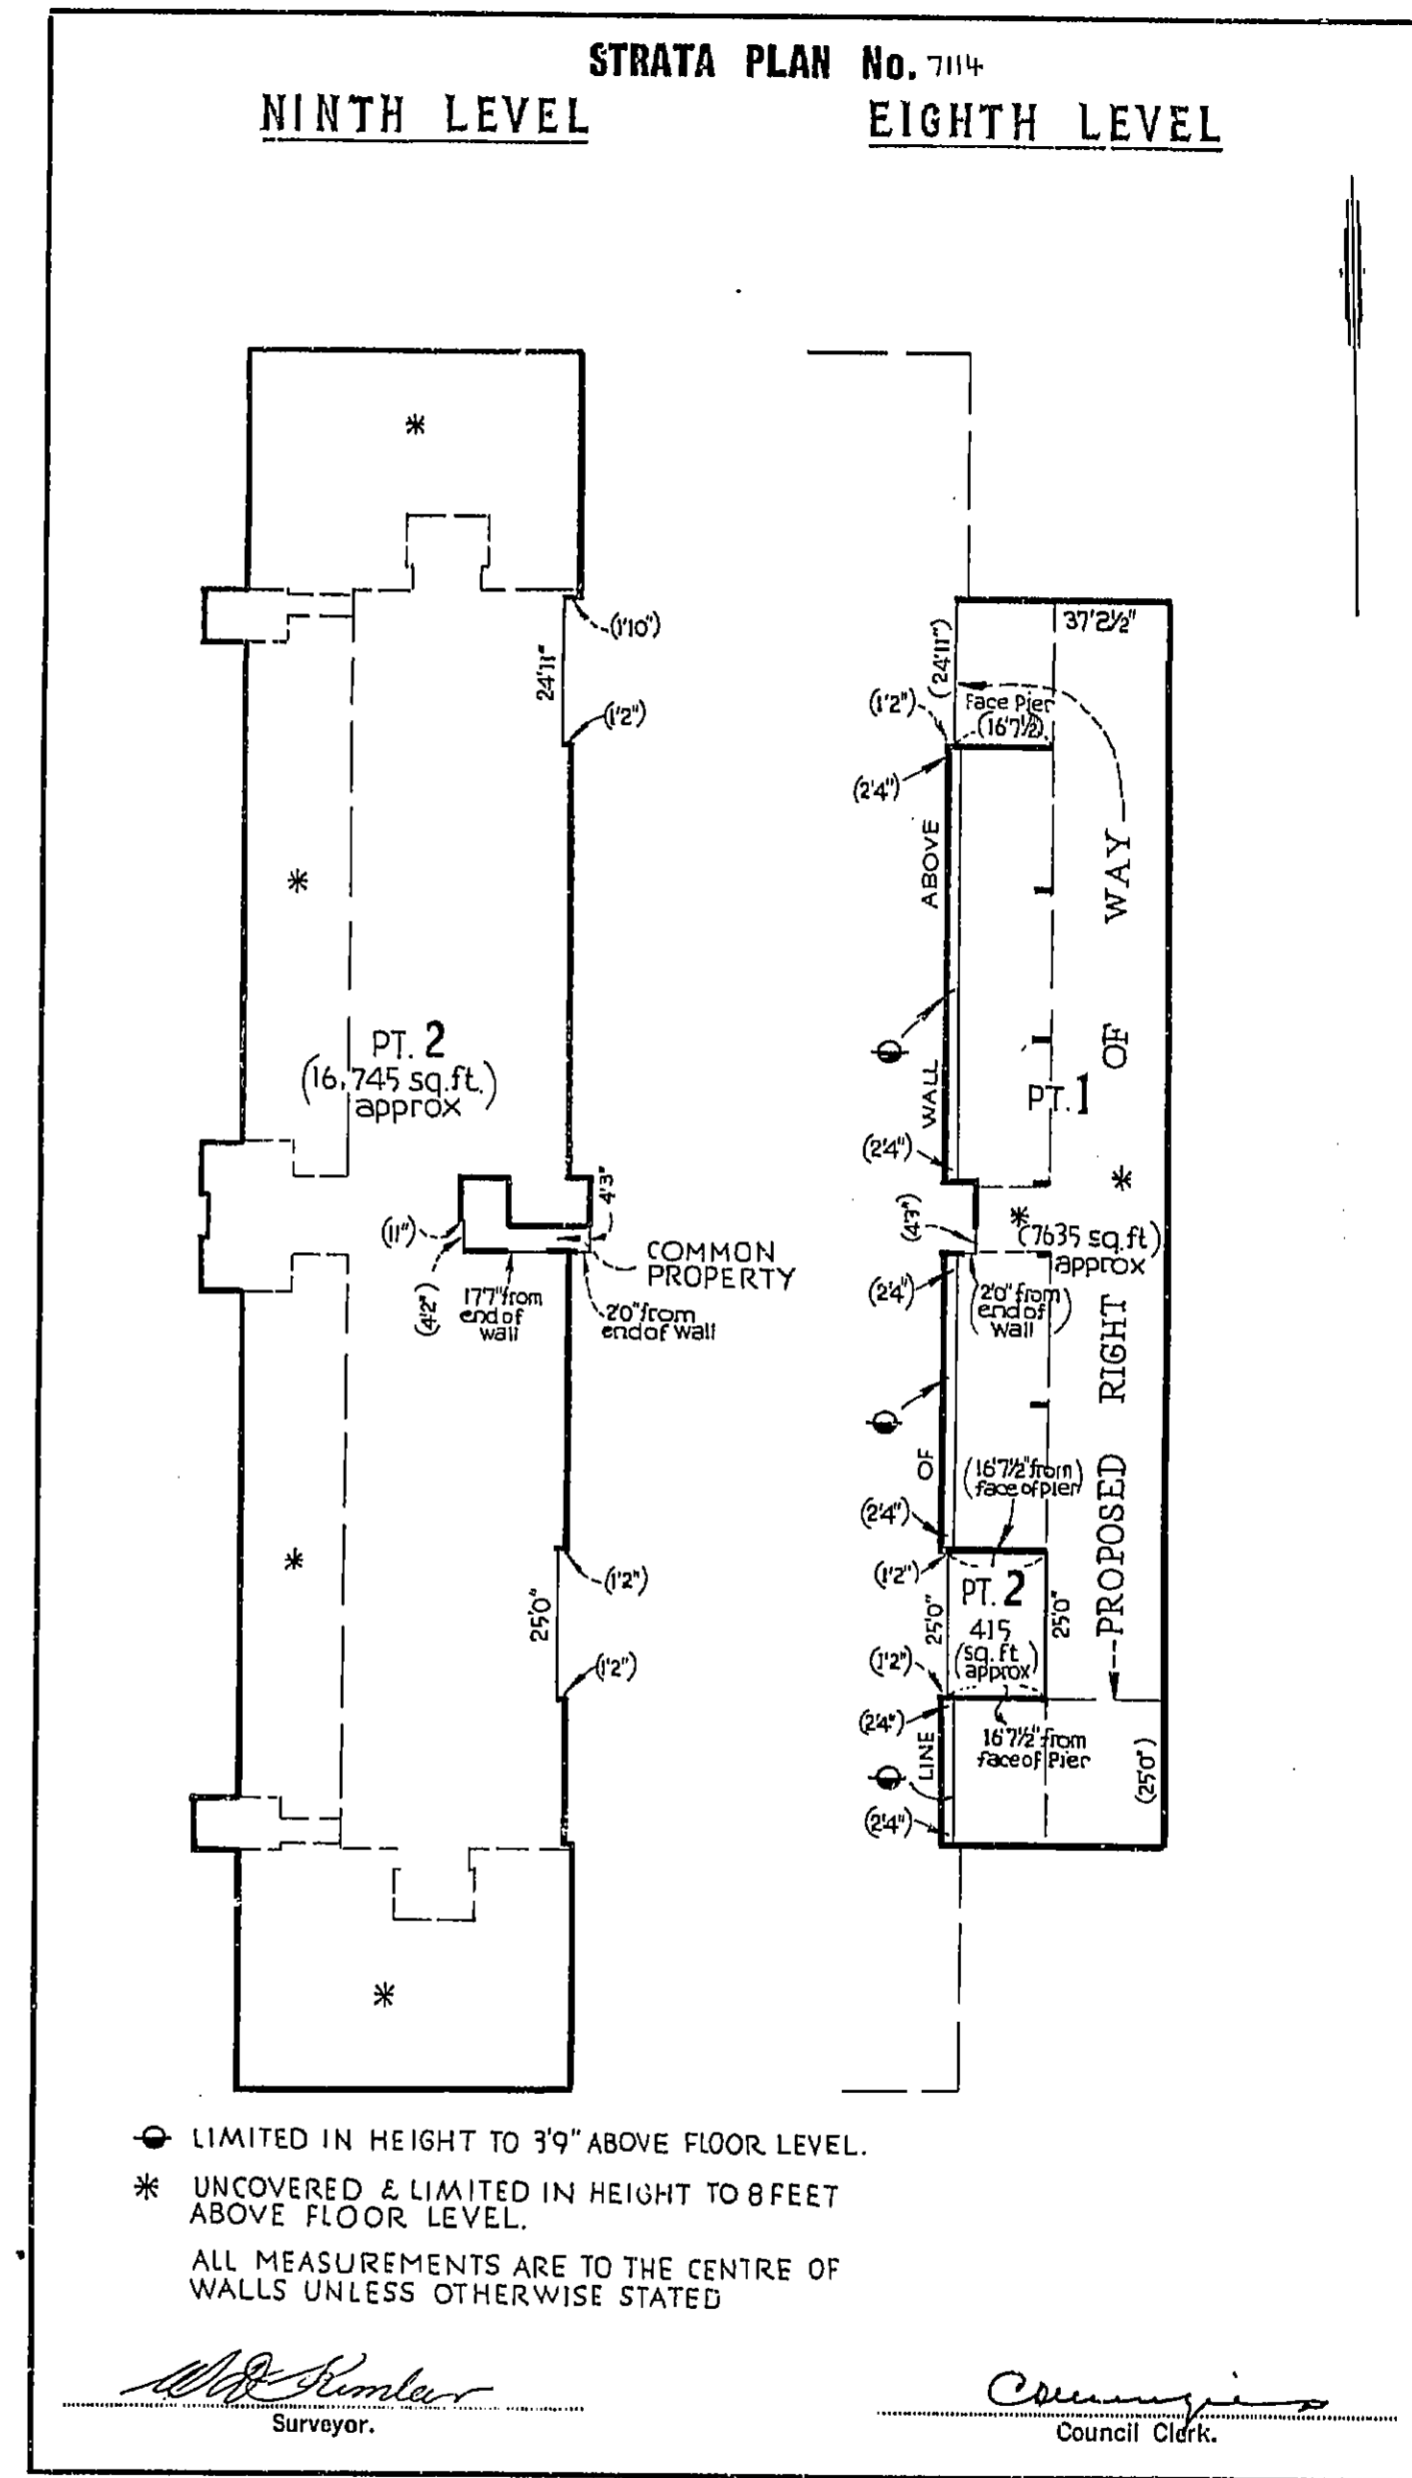 STRATA PLAN No. 7114
NINTH LEVEL
(1'10")
24'11"
(1'2")
PT. 2
(16,745 sq.ft.)
approx
4'3"
(11")
(4'2")
COMMON
PROPERTY
17'7" from
end of
wall
2'0" from
end of wall
(1'2")
25'0"
(1'2")
EIGHTH LEVEL
37'2½"
(24'11")
(1'2")
Face Pier
(16'7½")
(2'4")
LINE OF WALL ABOVE
PROPOSED RIGHT OF WAY
PT. 1
(2'4")
(4'3")
(7635 sq.ft)
approx
(2'4")
(2'0" from
end of
wall)
(16'7½" from
face of pier)
(2'4")
(1'2")
PT. 2
415
(sq.ft
approx)
25'0"
25'0"
(1'2")
(2'4")
16'7½" from
face of Pier
(25'0")
(2'4")
LIMITED IN HEIGHT TO 3'9" ABOVE FLOOR LEVEL.
* UNCOVERED & LIMITED IN HEIGHT TO 8 FEET
ABOVE FLOOR LEVEL.
ALL MEASUREMENTS ARE TO THE CENTRE OF
WALLS UNLESS OTHERWISE STATED
Surveyor.
Council Clerk.